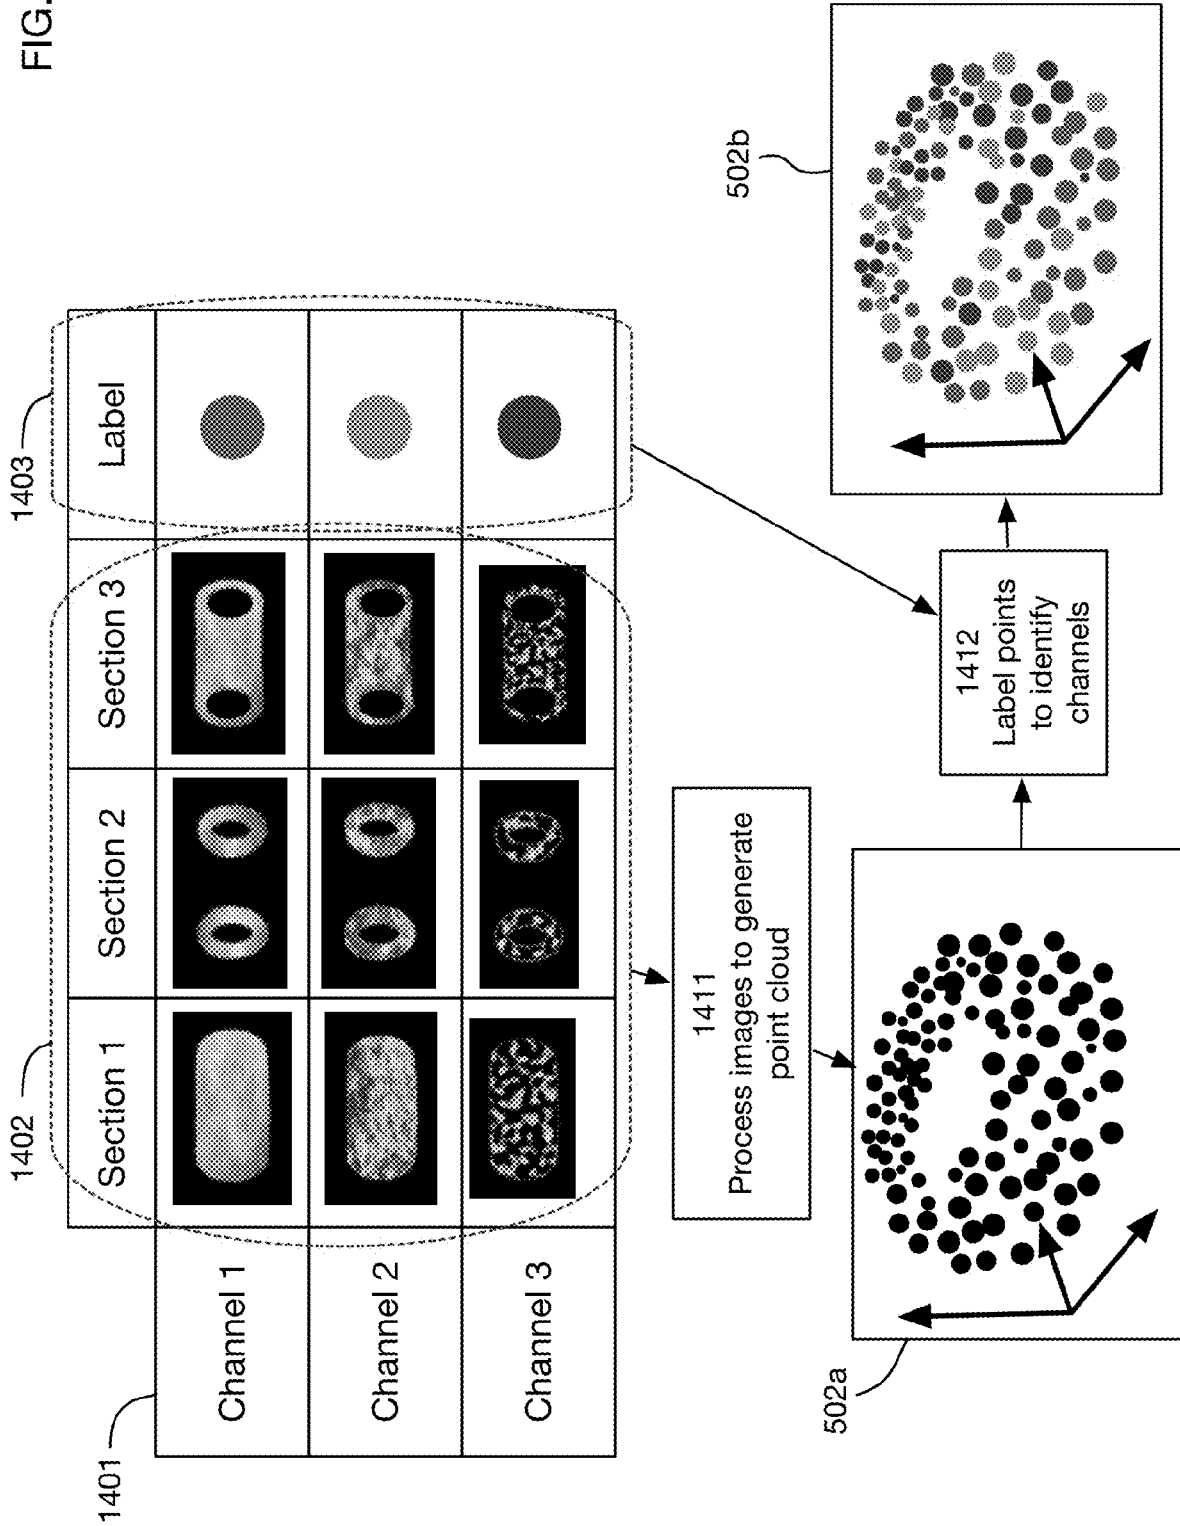 FIG.
1401
1402
1403
Section 1
Section 2
Section 3
Label
Channel 1
Channel 2
Channel 3
1411
Process images to generate
point cloud
1412
Label points
to identify
channels
502a
502b